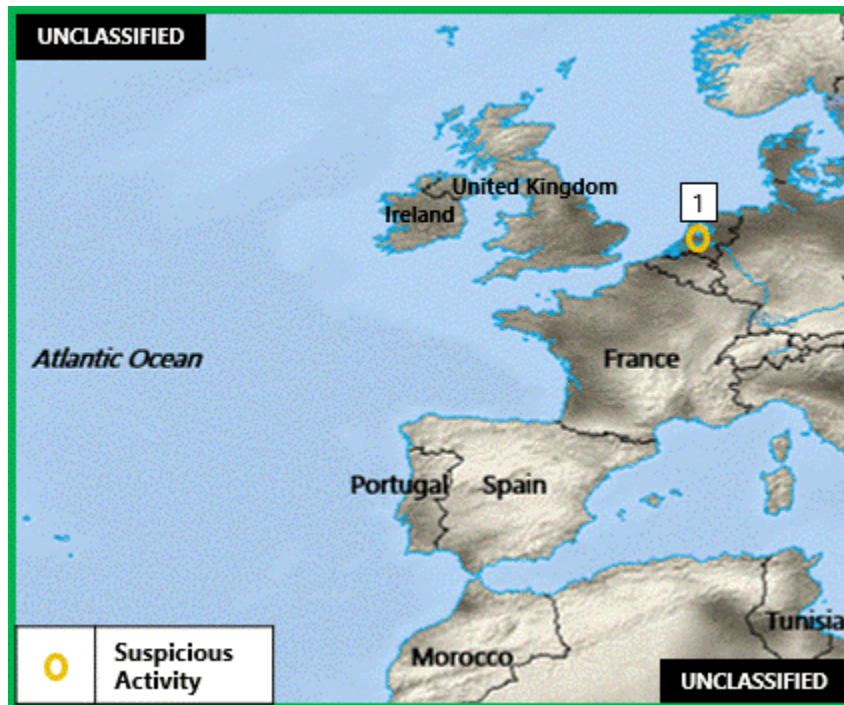 UNCLASSIFIED
United Kingdom
Ireland
1
Atlantic Ocean
France
Portugal
Spain
Tunisia
Morocco
Suspicious
Activity
UNCLASSIFIED